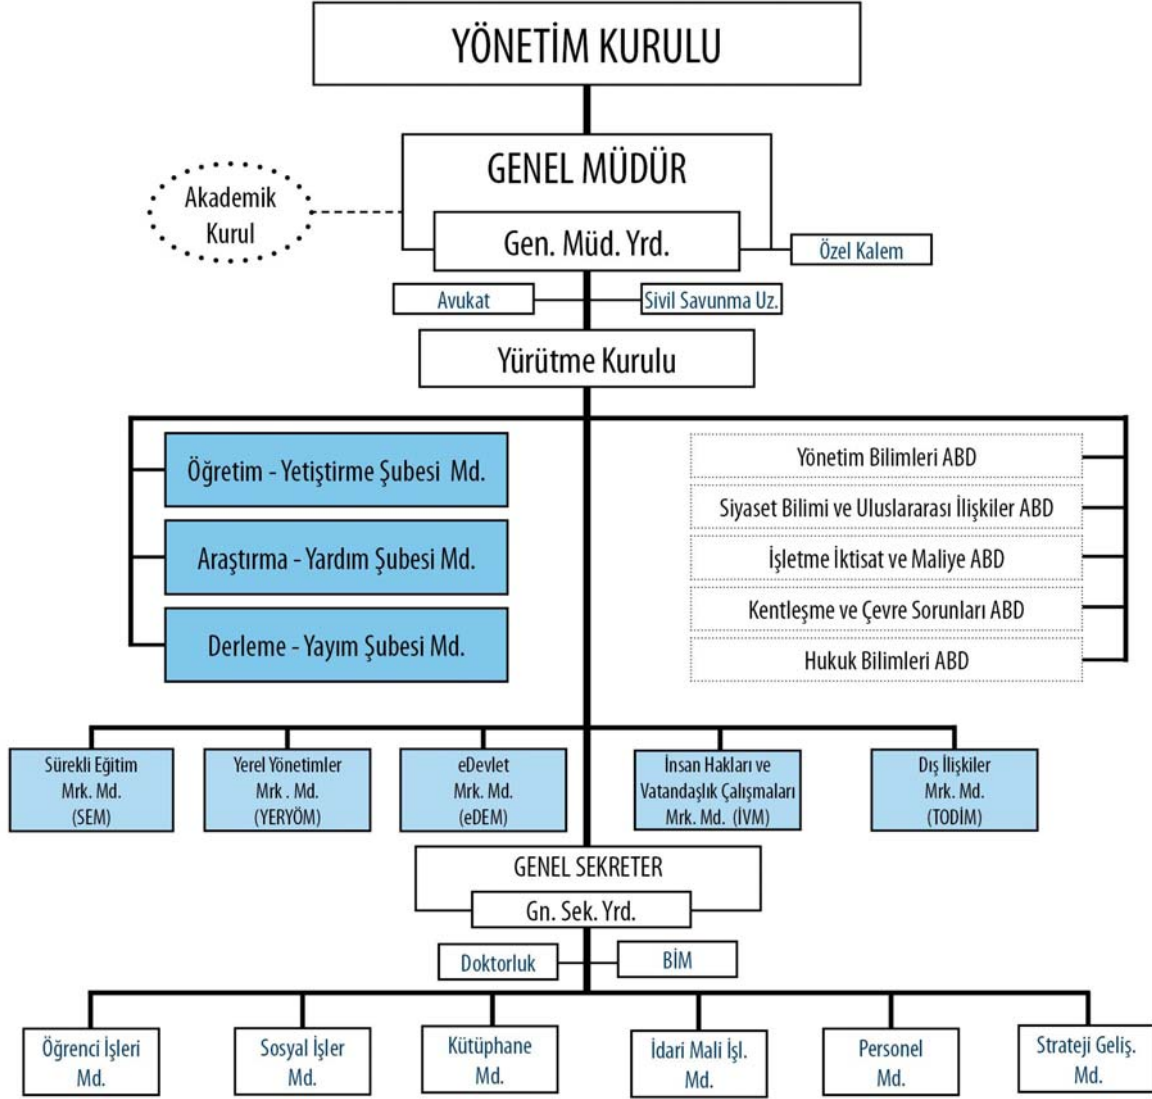 YÖNETİM KURULU
GENEL MÜDÜR
Akademik
Kurul
Gen. Müd. Yrd.
Özel Kalem
Avukat
Sivil Savunma Uz.
Yürütme Kurulu
Öğretim - Yetiştirme Şubesi Md.
Araştırma - Yardım Şubesi Md.
Derleme - Yayım Şubesi Md.
Yönetim Bilimleri ABD
Siyaset Bilimi ve Uluslararası İlişkiler ABD
İşletme İktisat ve Maliye ABD
Kentleşme ve Çevre Sorunları ABD
Hukuk Bilimleri ABD
Sürekli Eğitim
Mrk. Md.
(SEM)
Yerel Yönetimler
Mrk . Md.
(YERYÖM)
eDevlet
Mrk. Md.
(eDEM)
İnsan Hakları ve
Vatandaşlık Çalışmaları
Mrk. Md. (İVM)
Dış İlişkiler
Mrk. Md.
(TODİM)
GENEL SEKRETER
Gn. Sek. Yrd.
Doktorluk
BİM
Öğrenci İşleri
Md.
Sosyal İşler
Md.
Kütüphane
Md.
İdari Mali İşl.
Md.
Personel
Md.
Strateji Geliş.
Md.